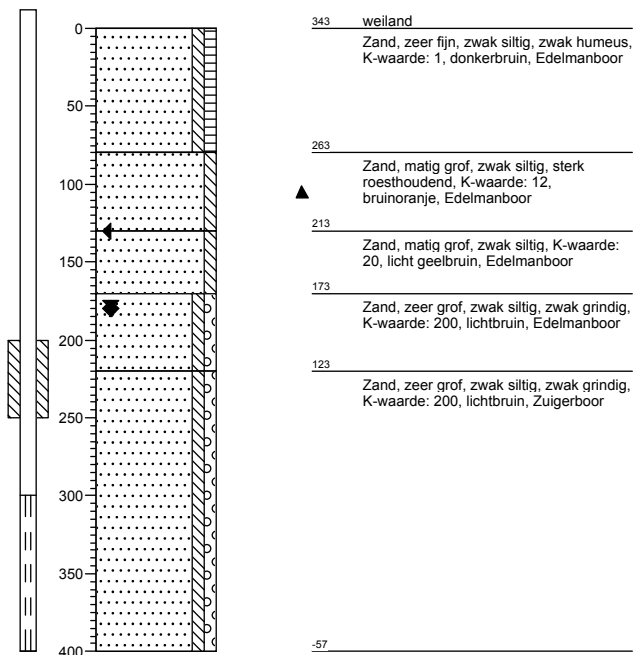 343 weiland
0
Zand, zeer fijn, zwak siltig, zwak humeus,
K-waarde: 1, donkerbruin, Edelmanboor
50
263
Zand, matig grof, zwak siltig, sterk
roesthoudend, K-waarde: 12,
bruinoranje, Edelmanboor
100
213
Zand, matig grof, zwak siltig, K-waarde:
20, licht geelbruin, Edelmanboor
150
173
Zand, zeer grof, zwak siltig, zwak grindig,
K-waarde: 200, lichtbruin, Edelmanboor
200
123
Zand, zeer grof, zwak siltig, zwak grindig,
K-waarde: 200, lichtbruin, Zuigerboor
250
300
350
400
-57